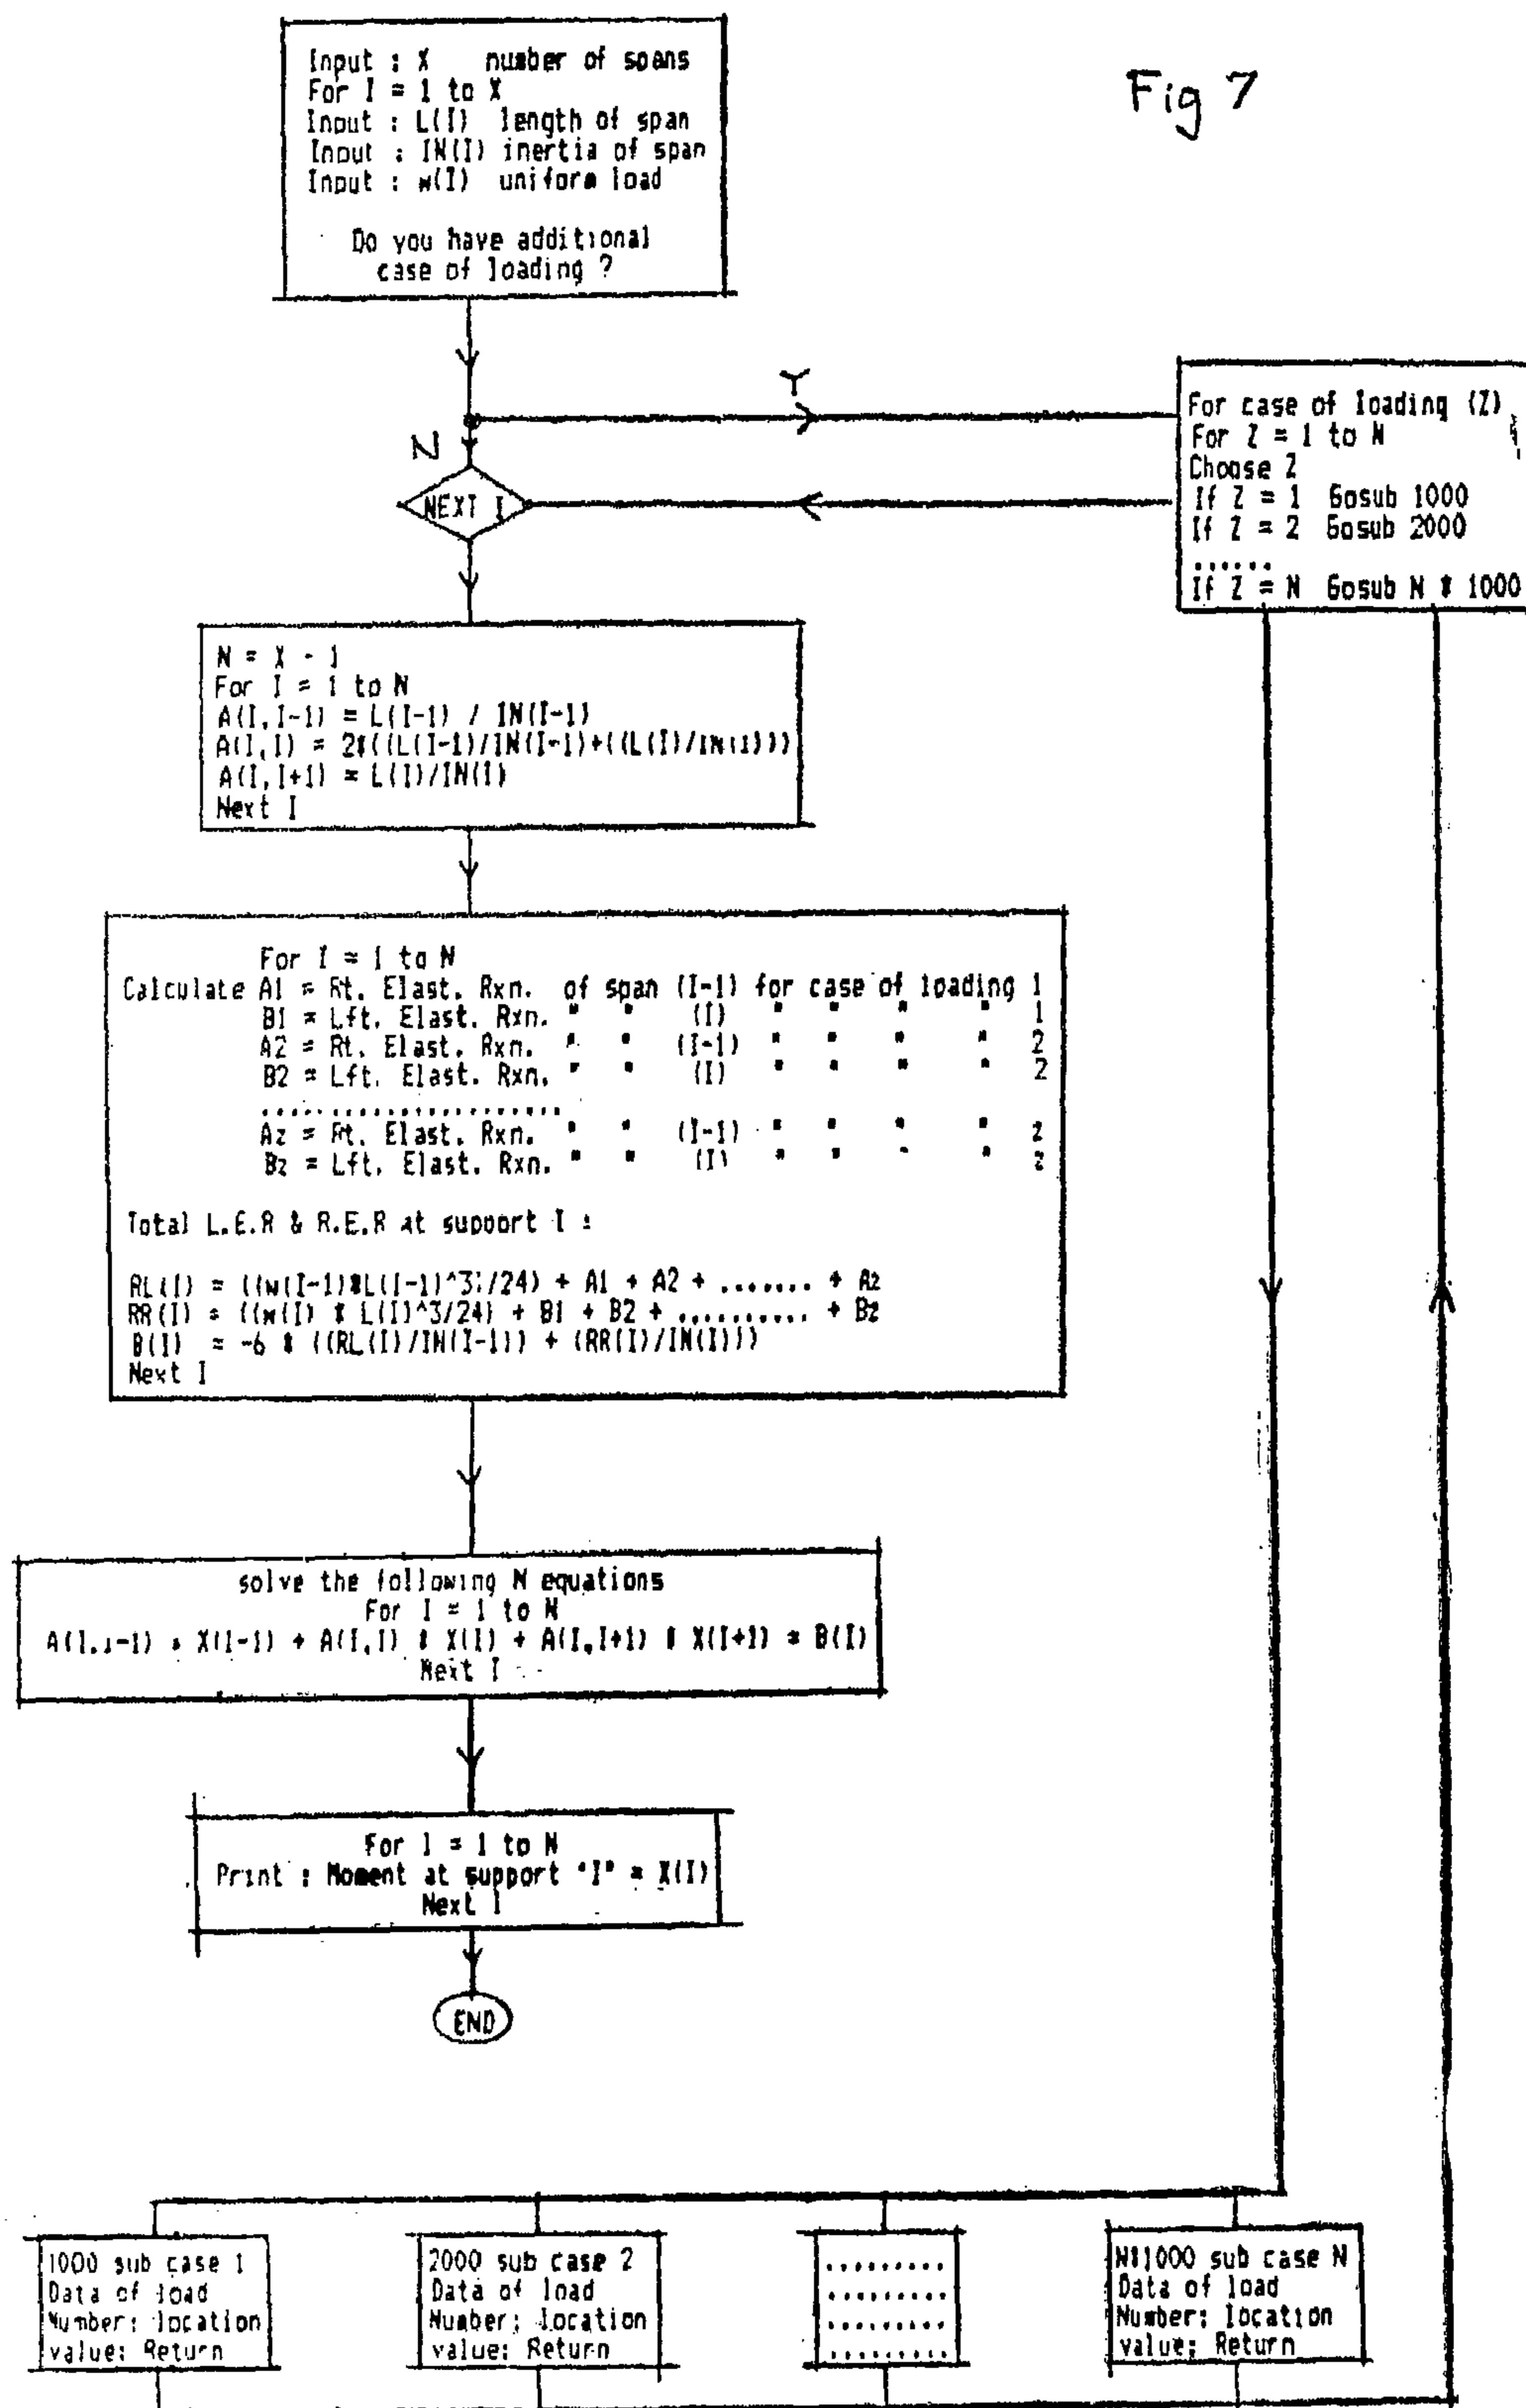 Fig 7
Input : X number of spans
For I = 1 to X
Input : L(I) length of span
Input : IN(I) inertia of span
Input : w(I) uniform load
Do you have additional
case of loading ?
Y
N
NEXT I
For case of loading (Z)
For Z = 1 to N
Choose Z
If Z = 1 Gosub 1000
If Z = 2 Gosub 2000
......
If Z = N Gosub N * 1000
N = X - 1
For I = 1 to N
A(I,I-1) = L(I-1) / IN(I-1)
A(I,I) = 2*((L(I-1)/IN(I-1)+((L(I)/IN(I)))
A(I,I+1) = L(I)/IN(I)
Next I
For I = 1 to N
Calculate A1 = Rt. Elast. Rxn. of span (I-1) for case of loading 1
B1 = Lft. Elast. Rxn. " " (I) " " " " 1
A2 = Rt. Elast. Rxn. " " (I-1) " " " " 2
B2 = Lft. Elast. Rxn. " " (I) " " " " 2
......................
Az = Rt. Elast. Rxn. " " (I-1) " " " " z
Bz = Lft. Elast. Rxn. " " (I) " " " " z
Total L.E.R & R.E.R at support I :
RL(I) = ((w(I-1)*L(I-1)^3)/24) + A1 + A2 + ....... + Az
RR(I) = ((w(I) * L(I)^3/24) + B1 + B2 + .......... + Bz
B(I) = -6 * ((RL(I)/IN(I-1)) + (RR(I)/IN(I)))
Next I
solve the following N equations
For I = 1 to N
A(I,I-1) * X(I-1) + A(I,I) * X(I) + A(I,I+1) * X(I+1) = B(I)
Next I
For I = 1 to N
Print : Moment at support "I" = X(I)
Next I
END
1000 sub case 1
Data of load
Number; location
value; Return
2000 sub case 2
Data of load
Number; location
value; Return
.........
.........
.........
.........
N*1000 sub case N
Data of load
Number; location
value; Return